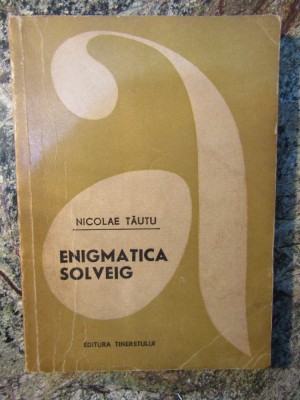 NICOLAE TĂUTU
ENIGMATICA
SOLVEIG
EDITURA TINERETULUI